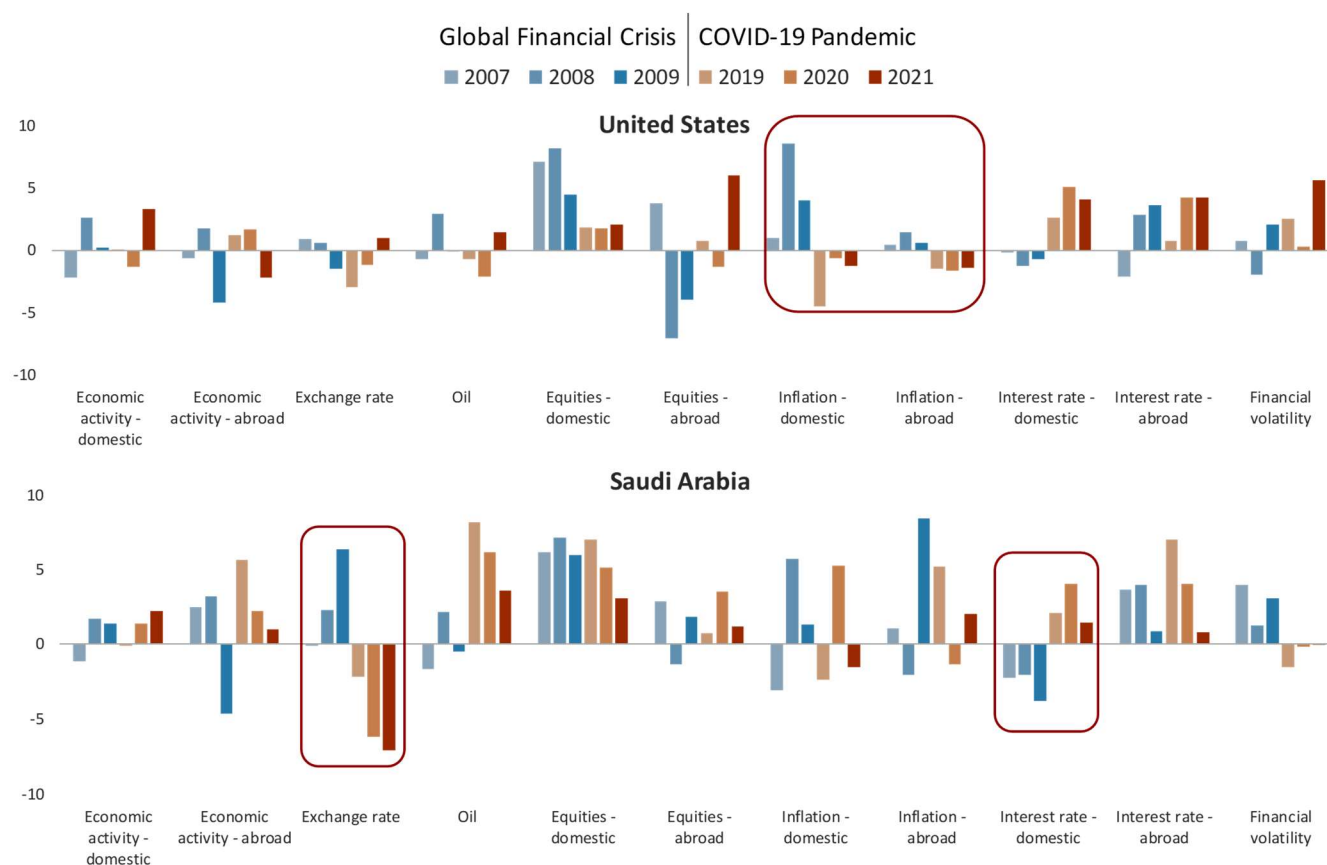 Global Financial Crisis COVID-19 Pandemic
2007 2008 2009 2019 2020 2021
United States
10
5
0
-5
-10
Economic activity - domestic
Economic activity - abroad
Exchange rate
Oil
Equities - domestic
Equities - abroad
Inflation - domestic
Inflation - abroad
Interest rate - domestic
Interest rate - abroad
Financial volatility
Saudi Arabia
10
5
0
-5
-10
Economic activity - domestic
Economic activity - abroad
Exchange rate
Oil
Equities - domestic
Equities - abroad
Inflation - domestic
Inflation - abroad
Interest rate - domestic
Interest rate - abroad
Financial volatility